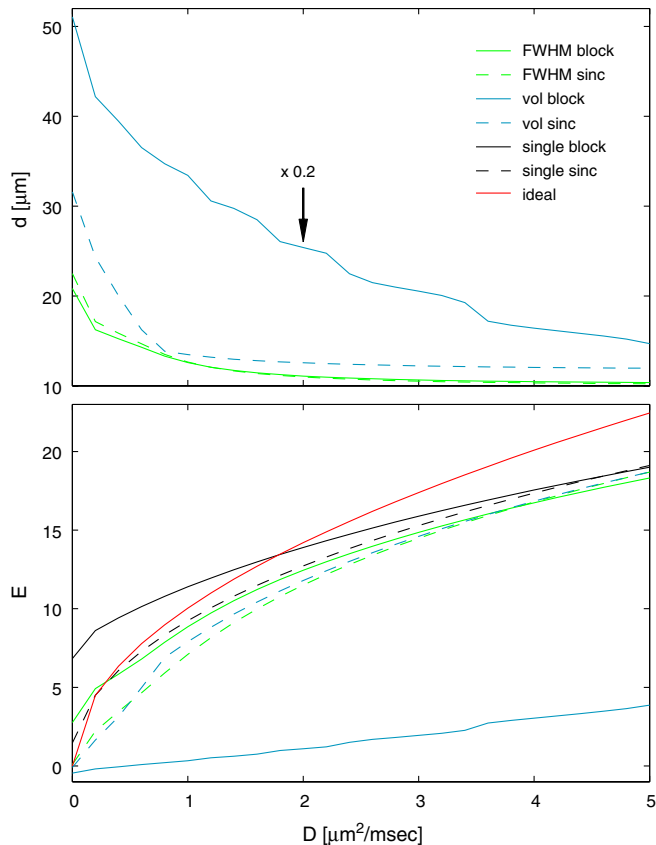 50
40
30
20
10
d [μm]
FWHM block
FWHM sinc
vol block
vol sinc
single block
single sinc
ideal
x 0.2
20
15
10
5
0
E
0
1
2
3
4
5
D [μm²/msec]